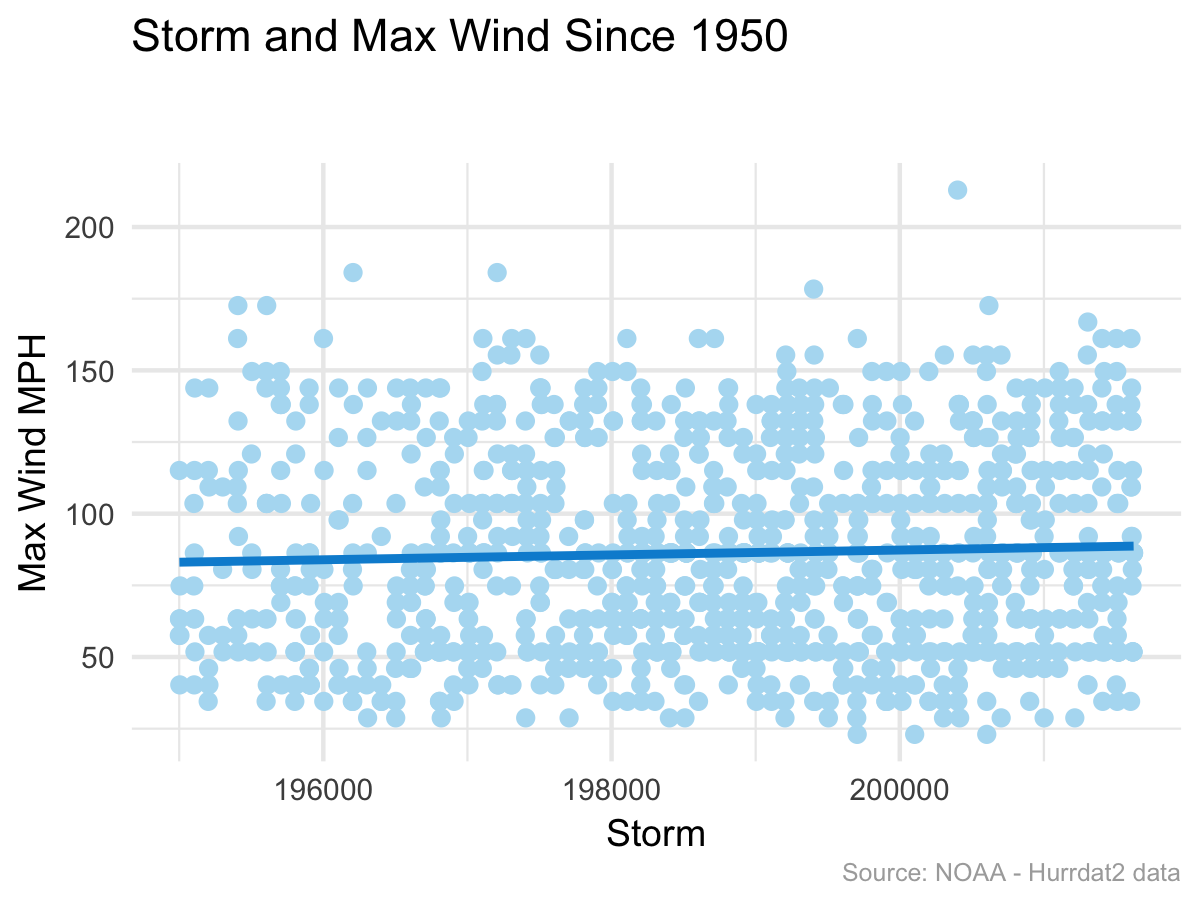 Storm and Max Wind Since 1950
Max Wind MPH
200
150
100
50
196000
198000
200000
Storm
Source: NOAA - Hurrdat2 data